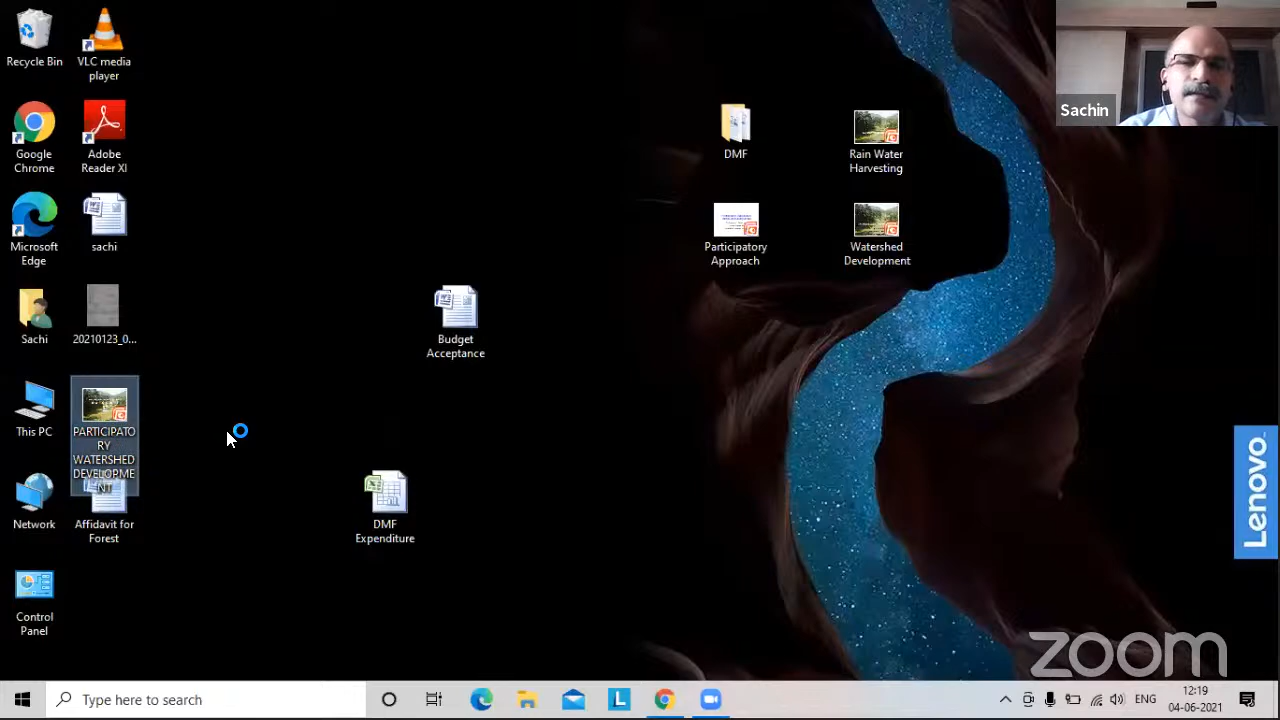 Recycle Bin
VLC media
player
Google
Chrome
Adobe
Reader XI
Microsoft
Edge
sachi
Sachi
20210123_0...
This PC
PARTICIPATO
RY
WATERSHED
DEVELOPME
NT
Network
Affidavit for
Forest
Control
Panel
Budget
Acceptance
DMF
Expenditure
DMF
Rain Water
Harvesting
Participatory
Approach
Watershed
Development
Sachin
Lenovo
zoom
Type here to search
L
ENG
12:19
04-06-2021